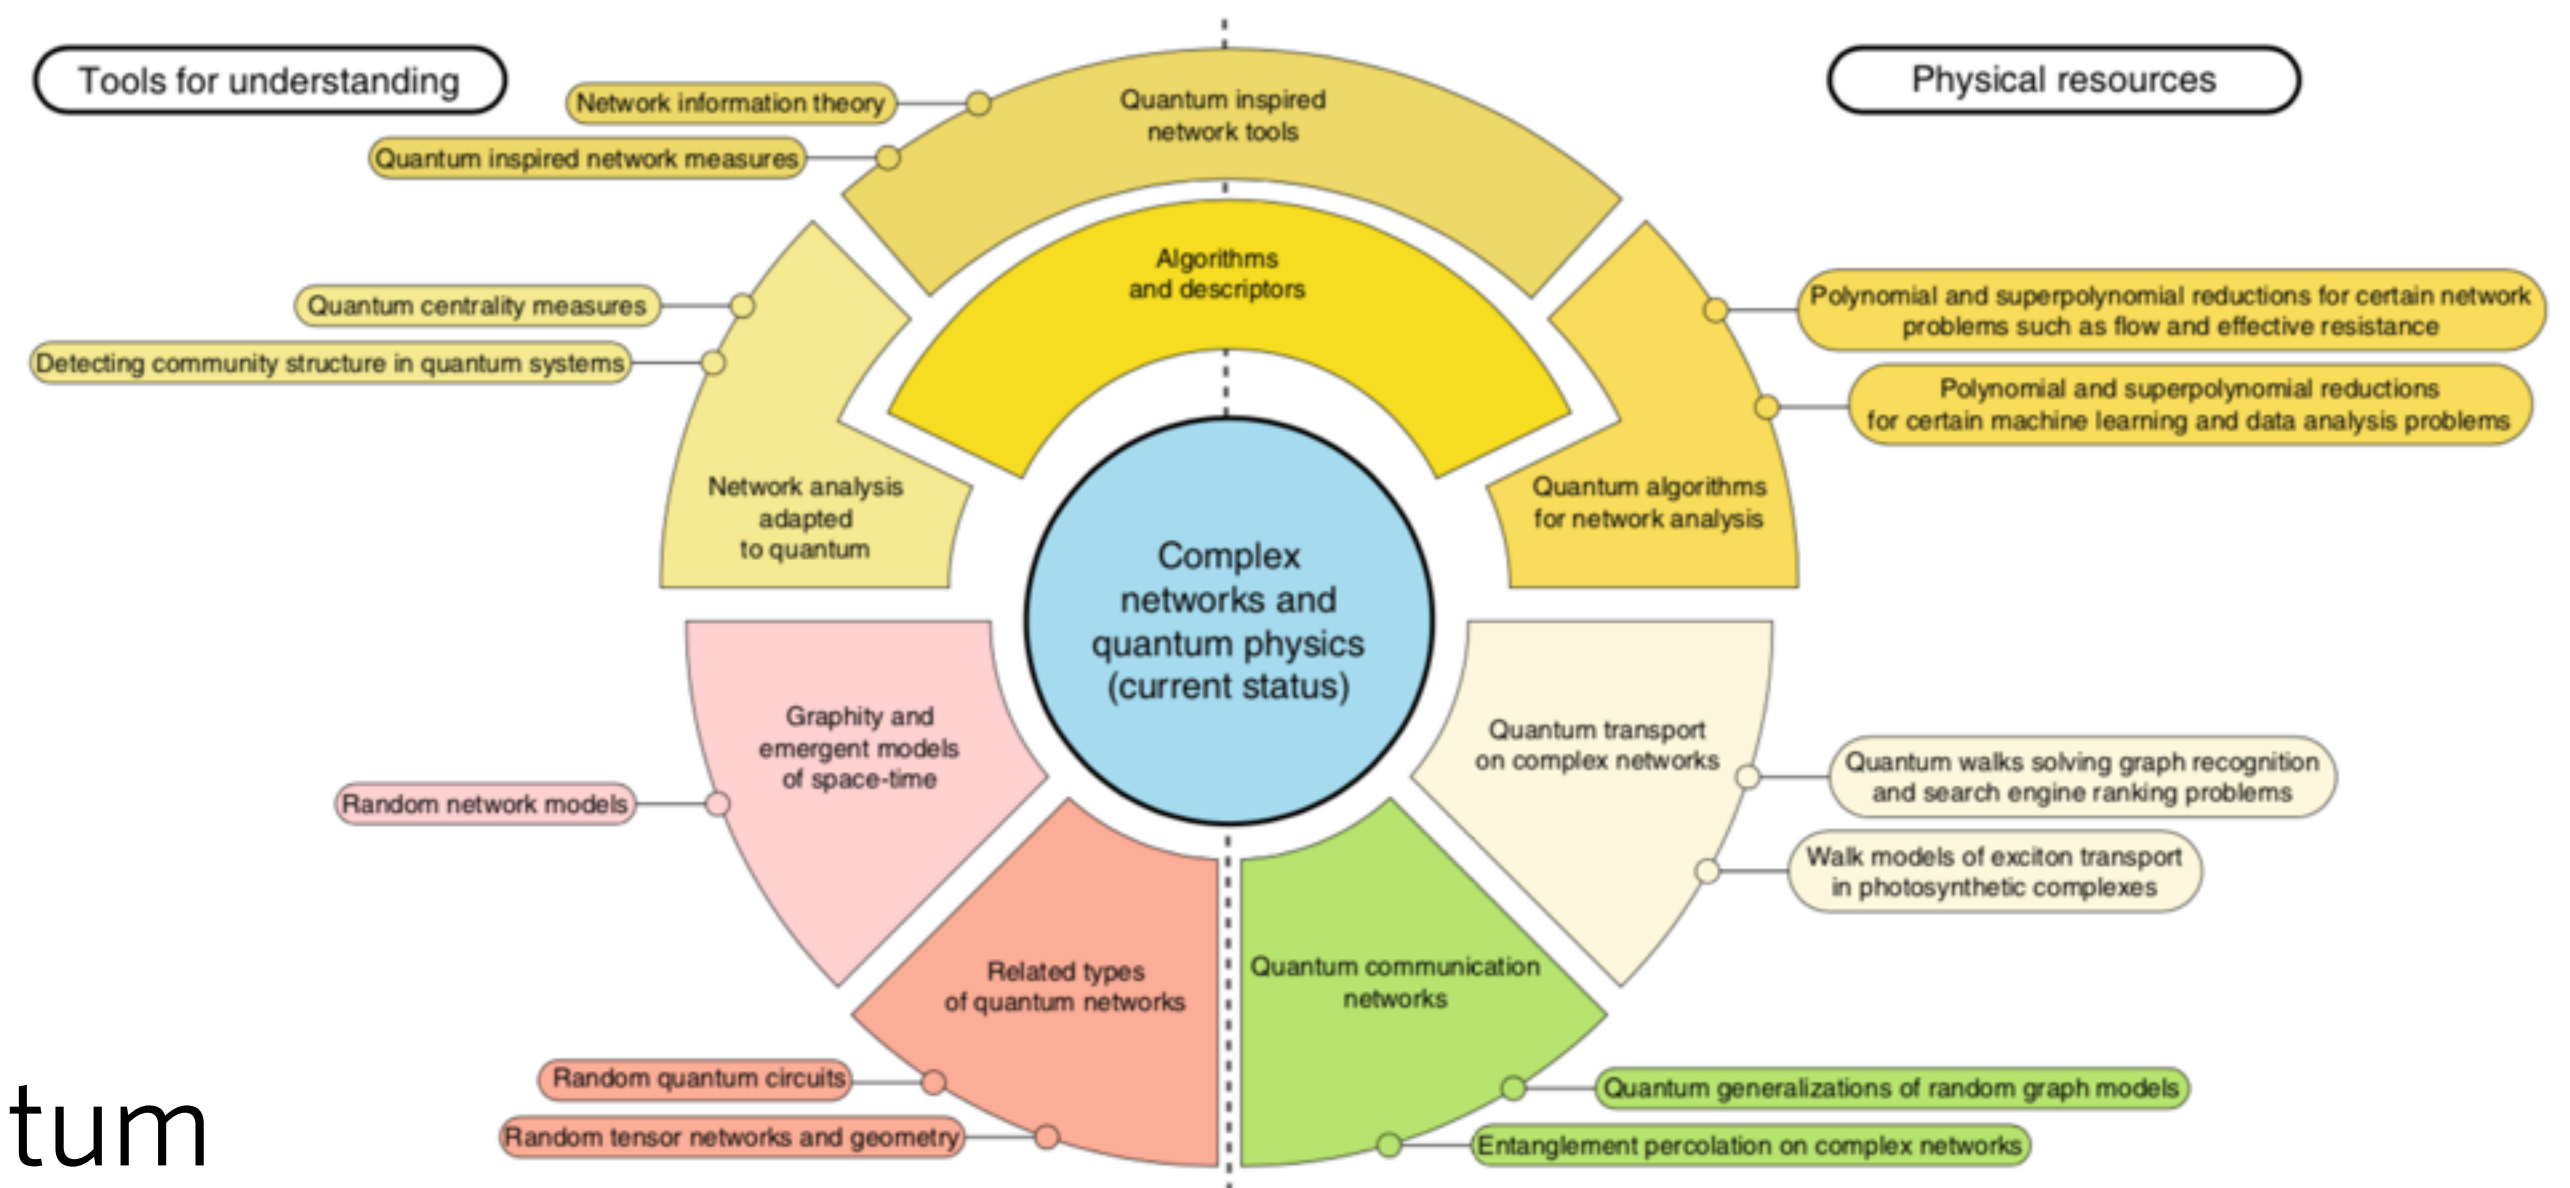 Tools for understanding
Physical resources
Network information theory
Quantum inspired network measures
Quantum inspired
network tools
Algorithms
and descriptors
Quantum centrality measures
Detecting community structure in quantum systems
Network analysis
adapted
to quantum
Polynomial and superpolynomial reductions for certain network
problems such as flow and effective resistance
Polynomial and superpolynomial reductions
for certain machine learning and data analysis problems
Quantum algorithms
for network analysis
Complex
networks and
quantum physics
(current status)
Graphity and
emergent models
of space-time
Random network models
Quantum transport
on complex networks
Quantum walks solving graph recognition
and search engine ranking problems
Walk models of exciton transport
in photosynthetic complexes
Related types
of quantum networks
Random quantum circuits
Random tensor networks and geometry
Quantum communication
networks
Quantum generalizations of random graph models
Entanglement percolation on complex networks
tum